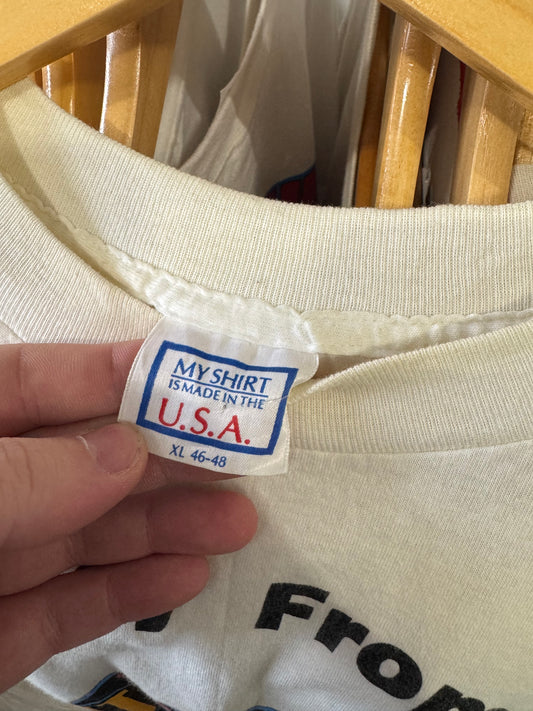 MY SHIRT
IS MADE IN THE
U.S.A.
XL 46-48
From